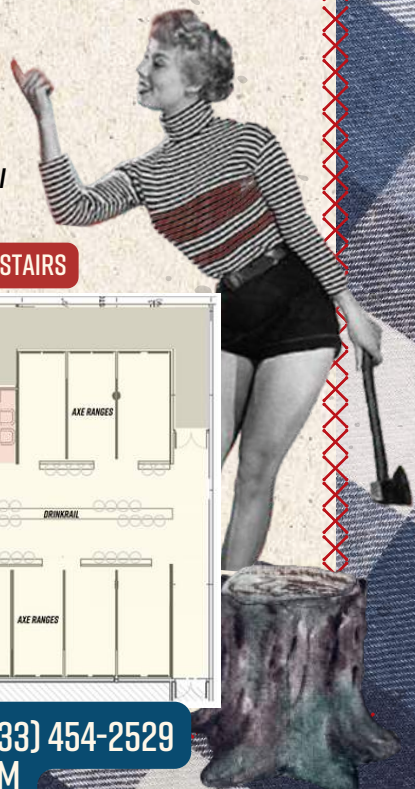 STAIRS
AXE RANGES
DRINKRAIL
AXE RANGES
33) 454-2529
M